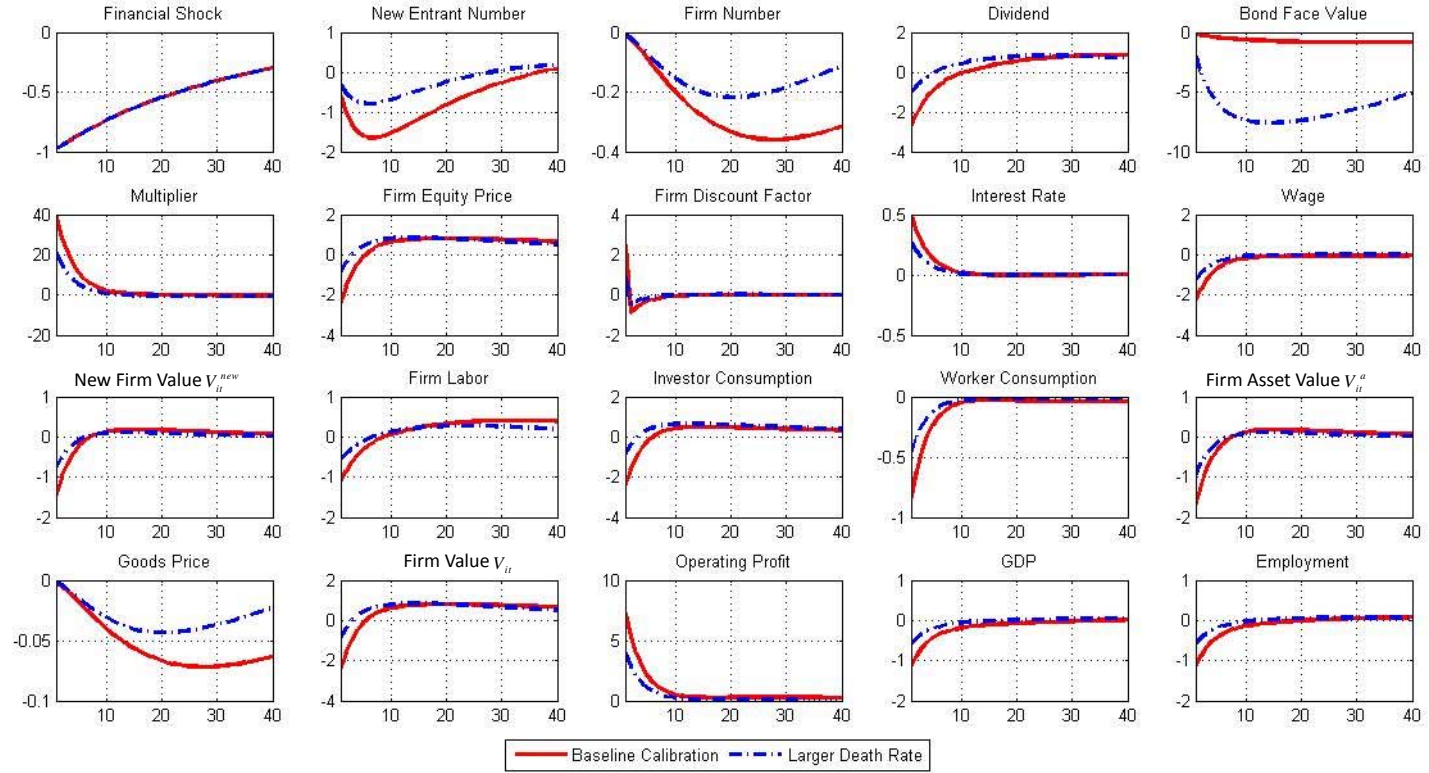 Financial Shock
New Entrant Number
Firm Number
Dividend
Bond Face Value
0
-0.5
-1
10 20 30 40
1
0
-1
-2
10 20 30 40
0
-0.2
-0.4
10 20 30 40
2
0
-2
-4
10 20 30 40
0
-5
-10
10 20 30 40
Multiplier
Firm Equity Price
Firm Discount Factor
Interest Rate
Wage
40
20
0
-20
10 20 30 40
2
0
-2
-4
10 20 30 40
4
2
0
-2
10 20 30 40
0.5
0
-0.5
10 20 30 40
2
0
-2
-4
10 20 30 40
New Firm Value V_{it}^{new}
Firm Labor
Investor Consumption
Worker Consumption
Firm Asset Value V_{it}^{a}
1
0
-1
-2
10 20 30 40
1
0
-1
-2
10 20 30 40
2
0
-2
-4
10 20 30 40
0
-0.5
-1
10 20 30 40
1
0
-1
-2
10 20 30 40
Goods Price
Firm Value V_{it}
Operating Profit
GDP
Employment
0
-0.05
-0.1
10 20 30 40
2
0
-2
-4
10 20 30 40
10
5
0
10 20 30 40
1
0
-1
-2
10 20 30 40
1
0
-1
-2
10 20 30 40
Baseline Calibration Larger Death Rate